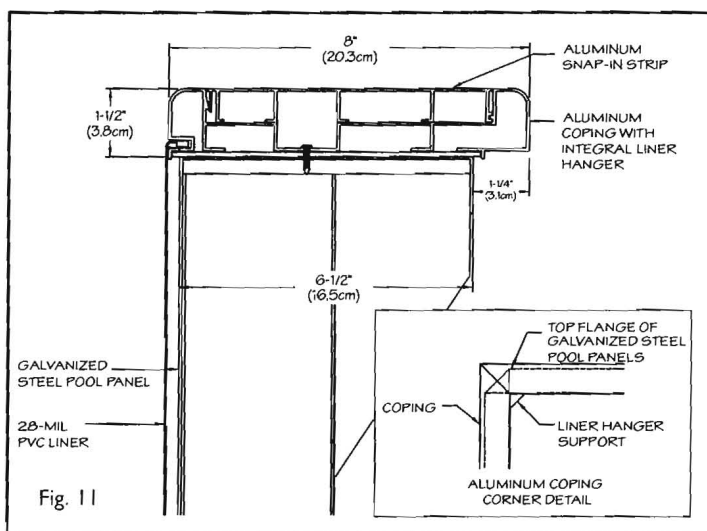 8"
(20.3cm)
ALUMINUM
SNAP-IN STRIP
1-1/2"
(3.8cm)
ALUMINUM
COPING WITH
INTEGRAL LINER
HANGER
1-1/4"
(3.1cm)
6-1/2"
(16.5cm)
GALVANIZED
STEEL POOL PANEL
28-MIL
PVC LINER
Fig. 11
TOP FLANGE OF
GALVANIZED STEEL
POOL PANELS
COPING
LINER HANGER
SUPPORT
ALUMINUM COPING
CORNER DETAIL